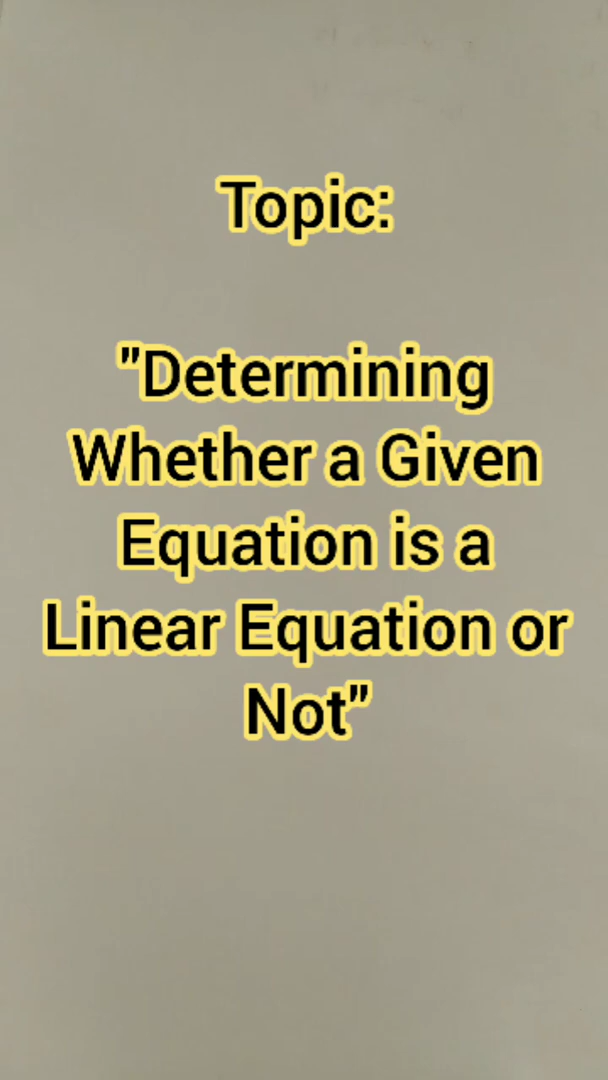 Topic:
"Determining
Whether a Given
Equation is a
Linear Equation or
Not"